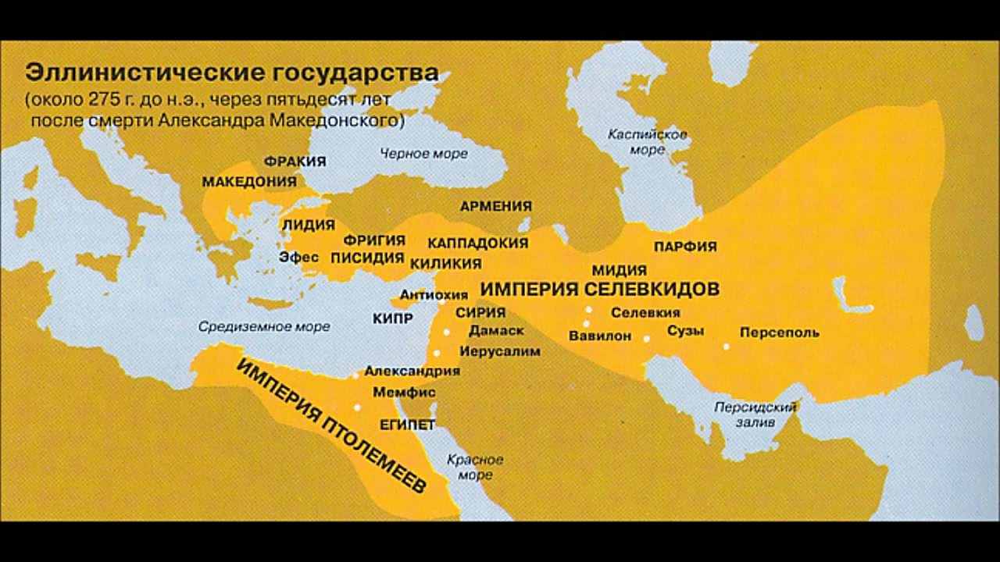 Эллинистические государства
(около 275 г. до н.э., через пятьдесят лет
после смерти Александра Македонского)
Каспийское
море
Черное море
ФРАКИЯ
МАКЕДОНИЯ
АРМЕНИЯ
ЛИДИЯ
ФРИГИЯ
КАППАДОКИЯ
ПАРФИЯ
Эфес
ПИСИДИЯ
КИЛИКИЯ
МИДИЯ
ИМПЕРИЯ СЕЛЕВКИДОВ
Антиохия
СИРИЯ
Селевкия
КИПР
Средиземное море
Дамаск
Вавилон
Сузы
Персеполь
Иерусалим
ИМПЕРИЯ ПТОЛЕМЕЕВ
Александрия
Мемфис
Персидский
залив
ЕГИПЕТ
Красное
море